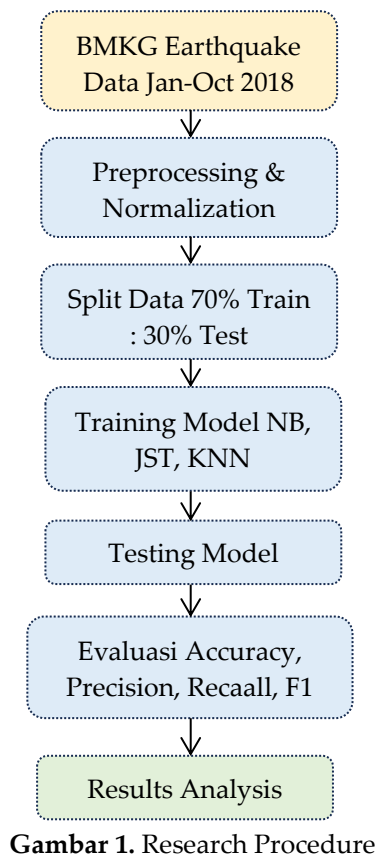 BMKG Earthquake
Data Jan-Oct 2018
Preprocessing &
Normalization
Split Data 70% Train
: 30% Test
Training Model NB,
JST, KNN
Testing Model
Evaluasi Accuracy,
Precision, Recaall, F1
Results Analysis
Gambar 1. Research Procedure